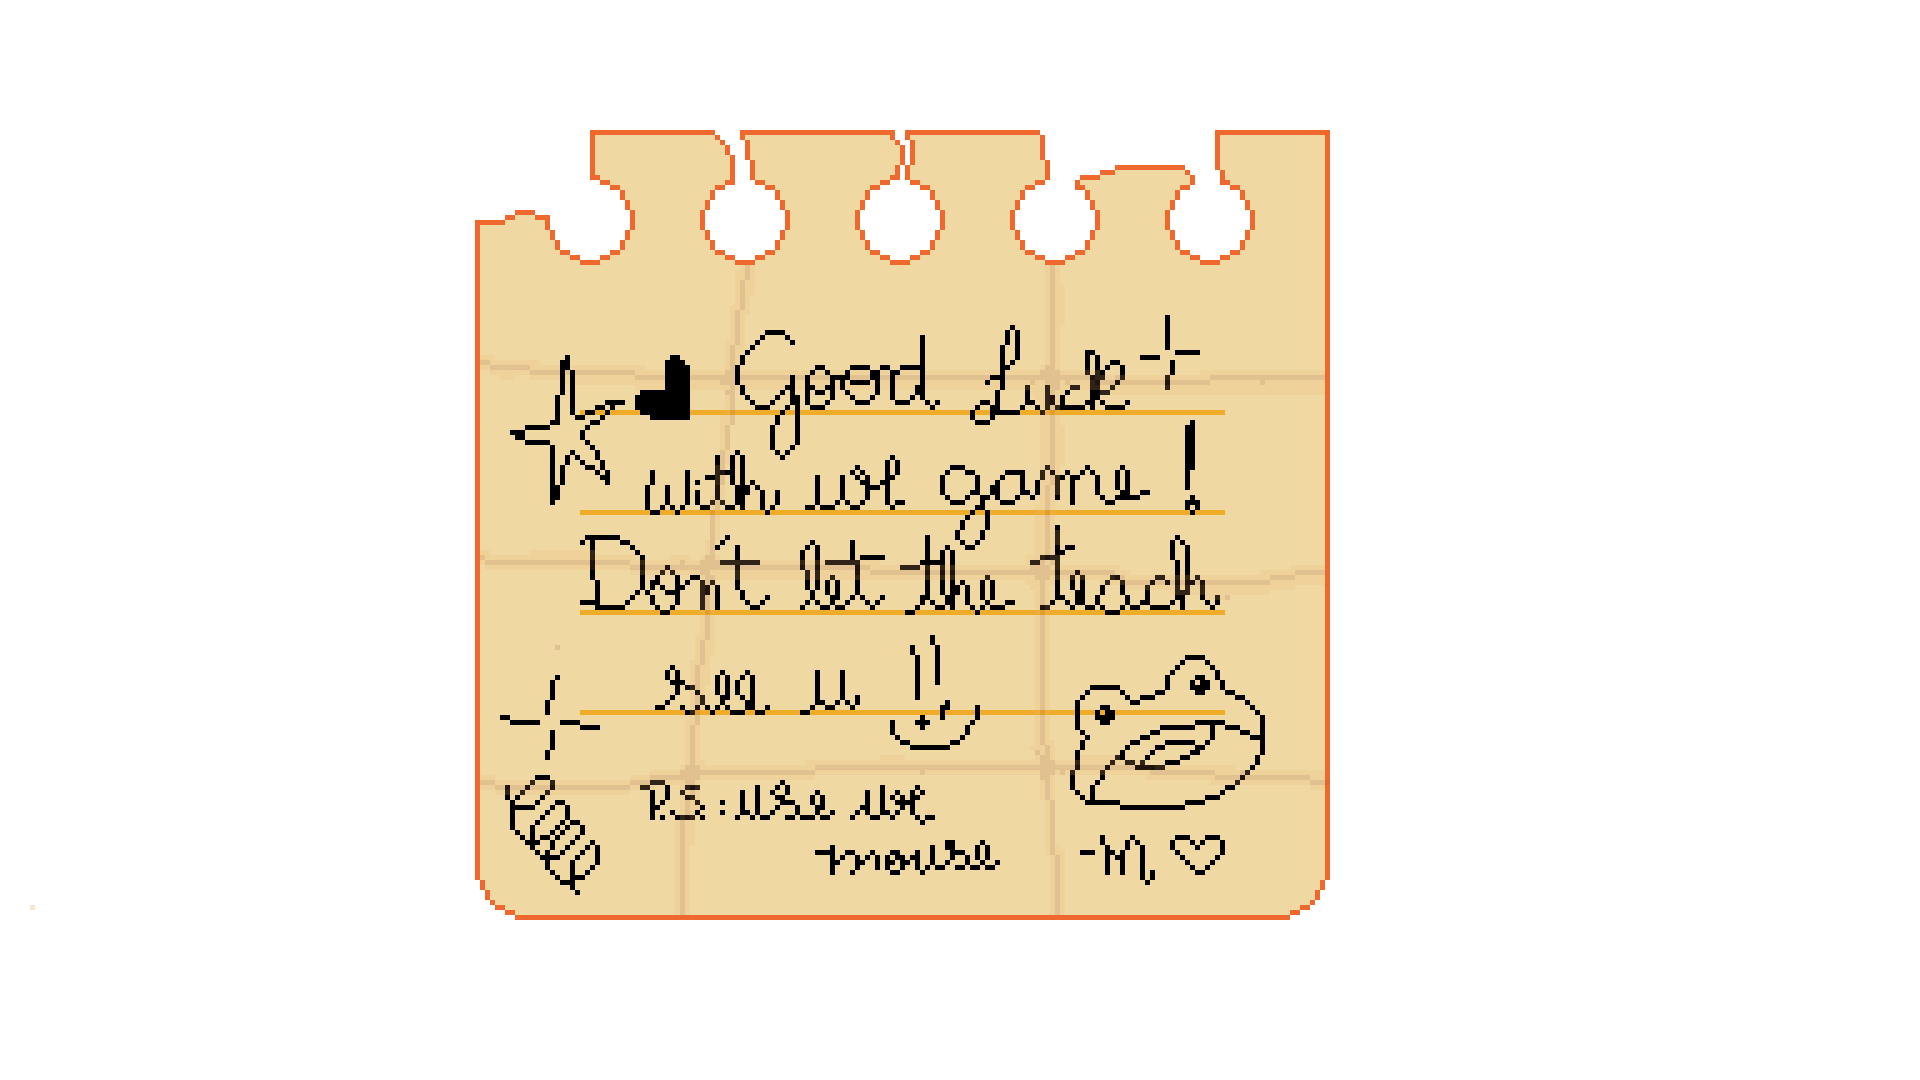 Good Luck
with ur game!
Don't let the teach
see u
P.S: use ur
mouse
-M